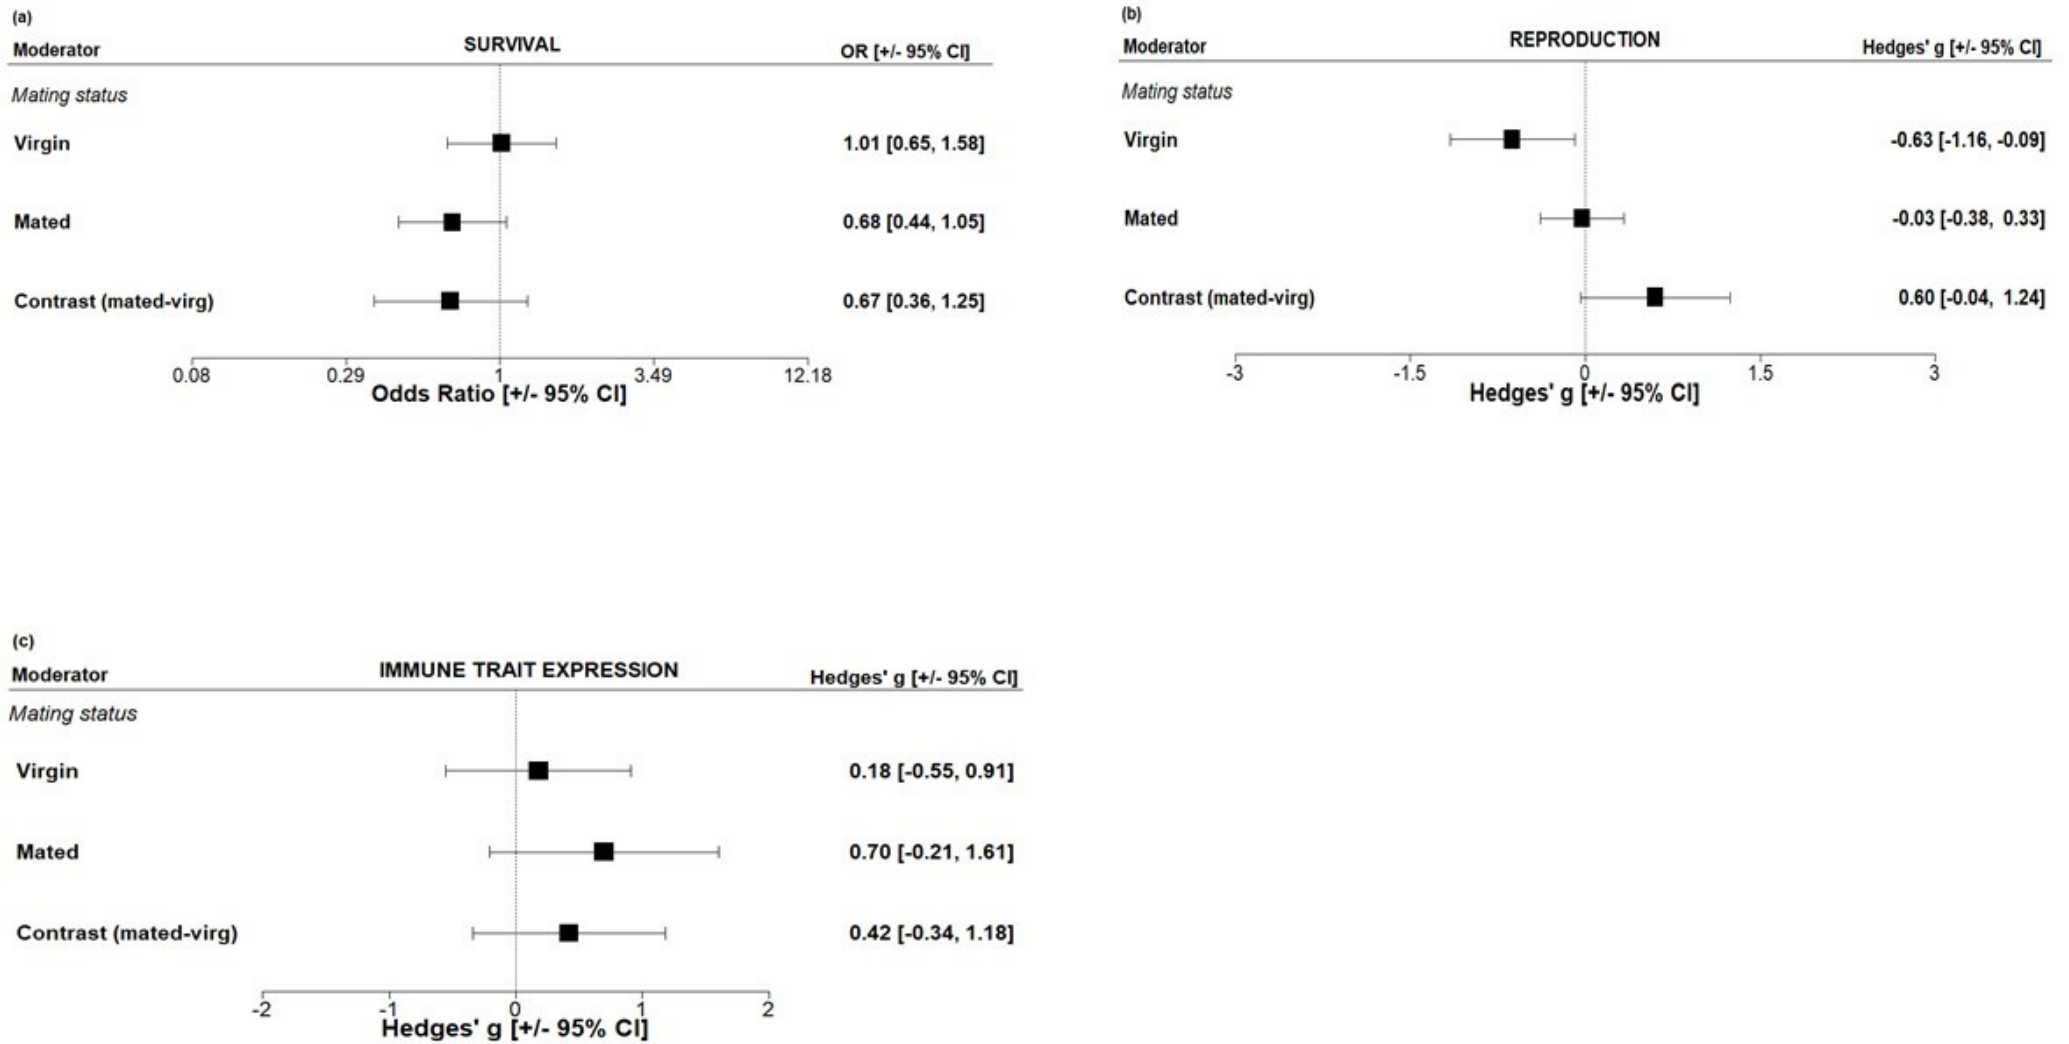 (a)
Moderator SURVIVAL OR [+/- 95% CI]
Mating status
Virgin 1.01 [0.65, 1.58]
Mated 0.68 [0.44, 1.05]
Contrast (mated-virg) 0.67 [0.36, 1.25]
0.08 0.29 1 3.49 12.18
Odds Ratio [+/- 95% CI]
(b)
Moderator REPRODUCTION Hedges' g [+/- 95% CI]
Mating status
Virgin -0.63 [-1.16, -0.09]
Mated -0.03 [-0.38, 0.33]
Contrast (mated-virg) 0.60 [-0.04, 1.24]
-3 -1.5 0 1.5 3
Hedges' g [+/- 95% CI]
(c)
Moderator IMMUNE TRAIT EXPRESSION Hedges' g [+/- 95% CI]
Mating status
Virgin 0.18 [-0.55, 0.91]
Mated 0.70 [-0.21, 1.61]
Contrast (mated-virg) 0.42 [-0.34, 1.18]
-2 -1 0 1 2
Hedges' g [+/- 95% CI]